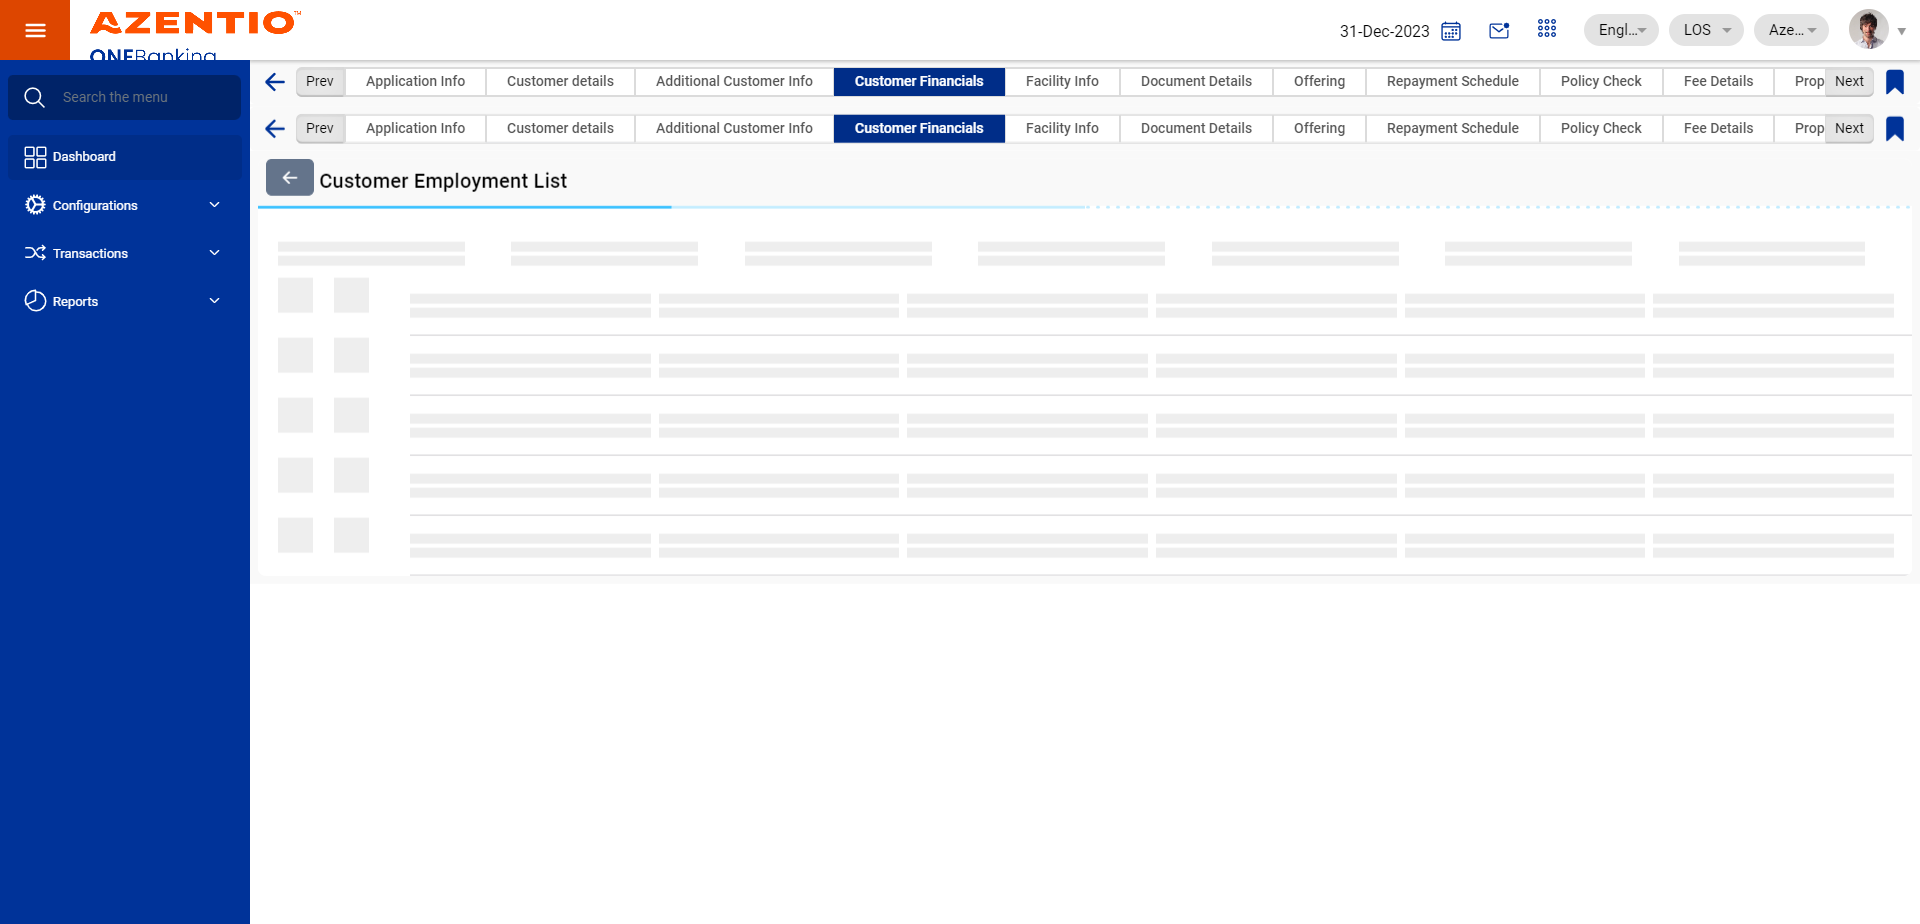 AZENTIO™
ONEBanking
31-Dec-2023
Engl...
LOS
Aze...
Search the menu
Dashboard
Configurations
Transactions
Reports
Prev Application Info Customer details Additional Customer Info Customer Financials Facility Info Document Details Offering Repayment Schedule Policy Check Fee Details Prop Next
Prev Application Info Customer details Additional Customer Info Customer Financials Facility Info Document Details Offering Repayment Schedule Policy Check Fee Details Prop Next
Customer Employment List